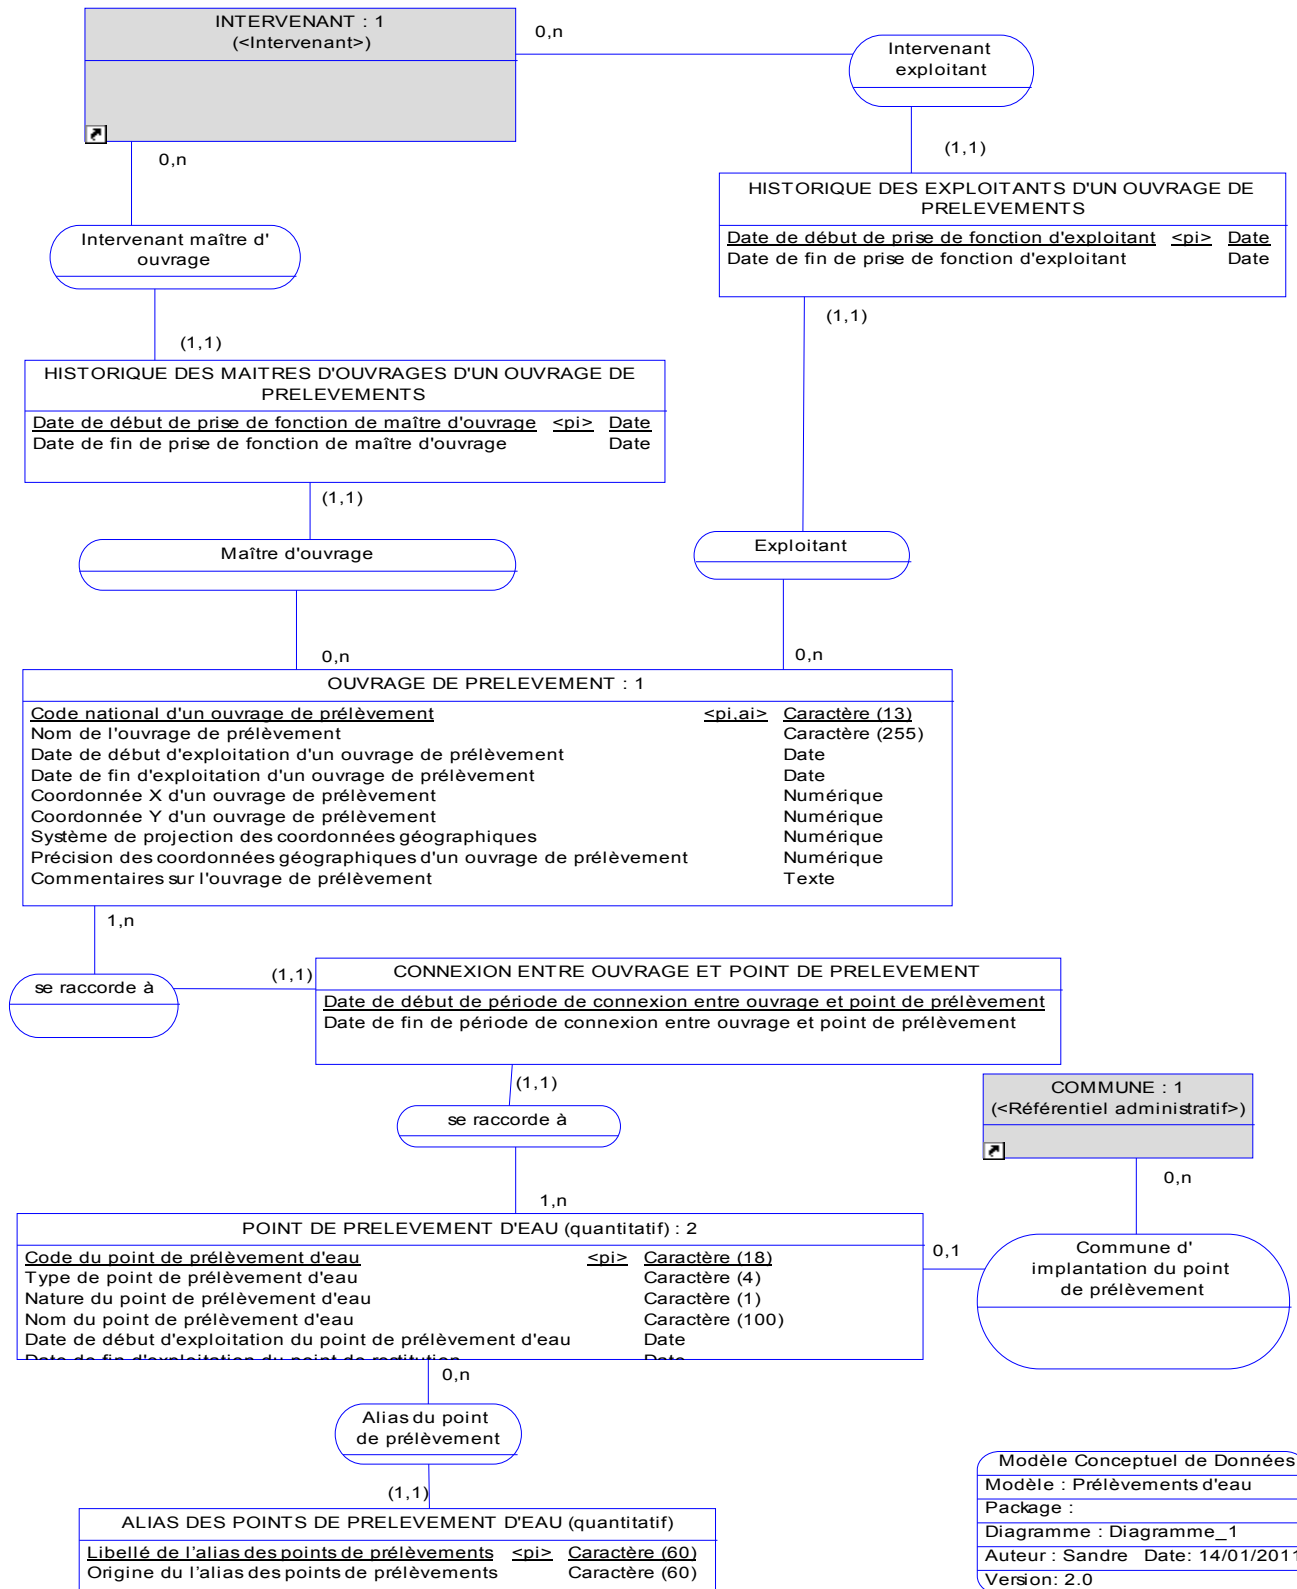 INTERVENANT : 1
(<Intervenant>)
0,n
Intervenant
exploitant
0,n
(1,1)
HISTORIQUE DES EXPLOITANTS D'UN OUVRAGE DE
PRELEVEMENTS
Date de début de prise de fonction d'exploitant <pi> Date
Date de fin de prise de fonction d'exploitant Date
Intervenant maître d'
ouvrage
(1,1)
(1,1)
HISTORIQUE DES MAITRES D'OUVRAGES D'UN OUVRAGE DE
PRELEVEMENTS
Date de début de prise de fonction de maître d'ouvrage <pi> Date
Date de fin de prise de fonction de maître d'ouvrage Date
(1,1)
Maître d'ouvrage
Exploitant
0,n
0,n
OUVRAGE DE PRELEVEMENT : 1
Code national d'un ouvrage de prélèvement <pi,ai> Caractère (13)
Nom de l'ouvrage de prélèvement Caractère (255)
Date de début d'exploitation d'un ouvrage de prélèvement Date
Date de fin d'exploitation d'un ouvrage de prélèvement Date
Coordonnée X d'un ouvrage de prélèvement Numérique
Coordonnée Y d'un ouvrage de prélèvement Numérique
Système de projection des coordonnées géographiques Numérique
Précision des coordonnées géographiques d'un ouvrage de prélèvement Numérique
Commentaires sur l'ouvrage de prélèvement Texte
1,n
se raccorde à
(1,1)
CONNEXION ENTRE OUVRAGE ET POINT DE PRELEVEMENT
Date de début de période de connexion entre ouvrage et point de prélèvement
Date de fin de période de connexion entre ouvrage et point de prélèvement
(1,1)
se raccorde à
1,n
COMMUNE : 1
(<Référentiel administratif>)
0,n
POINT DE PRELEVEMENT D'EAU (quantitatif) : 2
Code du point de prélèvement d'eau <pi> Caractère (18)
Type de point de prélèvement d'eau Caractère (4)
Nature du point de prélèvement d'eau Caractère (1)
Nom du point de prélèvement d'eau Caractère (100)
Date de début d'exploitation du point de prélèvement d'eau Date
Date de fin d'exploitation du point de restitution Date
0,1
Commune d'
implantation du point
de prélèvement
0,n
Alias du point
de prélèvement
(1,1)
ALIAS DES POINTS DE PRELEVEMENT D'EAU (quantitatif)
Libellé de l'alias des points de prélèvements <pi> Caractère (60)
Origine du l'alias des points de prélèvements Caractère (60)
Modèle Conceptuel de Données
Modèle : Prélèvements d'eau
Package :
Diagramme : Diagramme_1
Auteur : Sandre Date: 14/01/2011
Version: 2.0